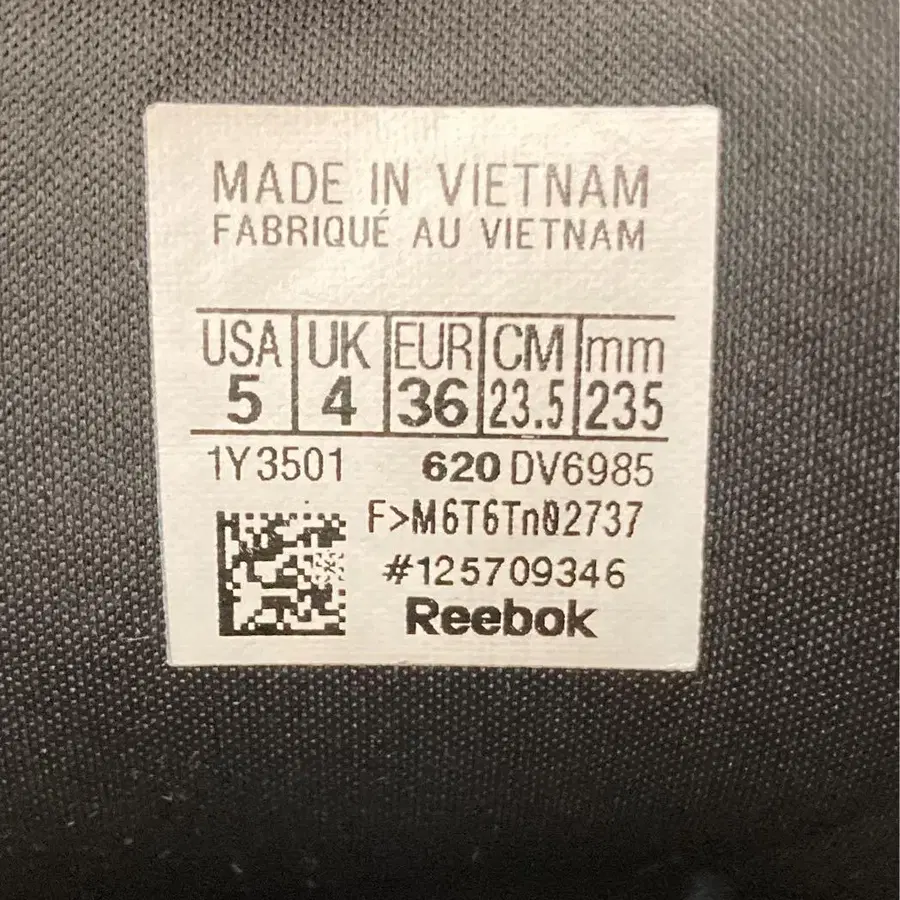 MADE IN VIETNAM
FABRIQUÉ AU VIETNAM
USA UK EUR CM mm
5 4 36 23.5 235
1Y3501 620 DV6985
F>M6T6Tn02737
#125709346
Reebok